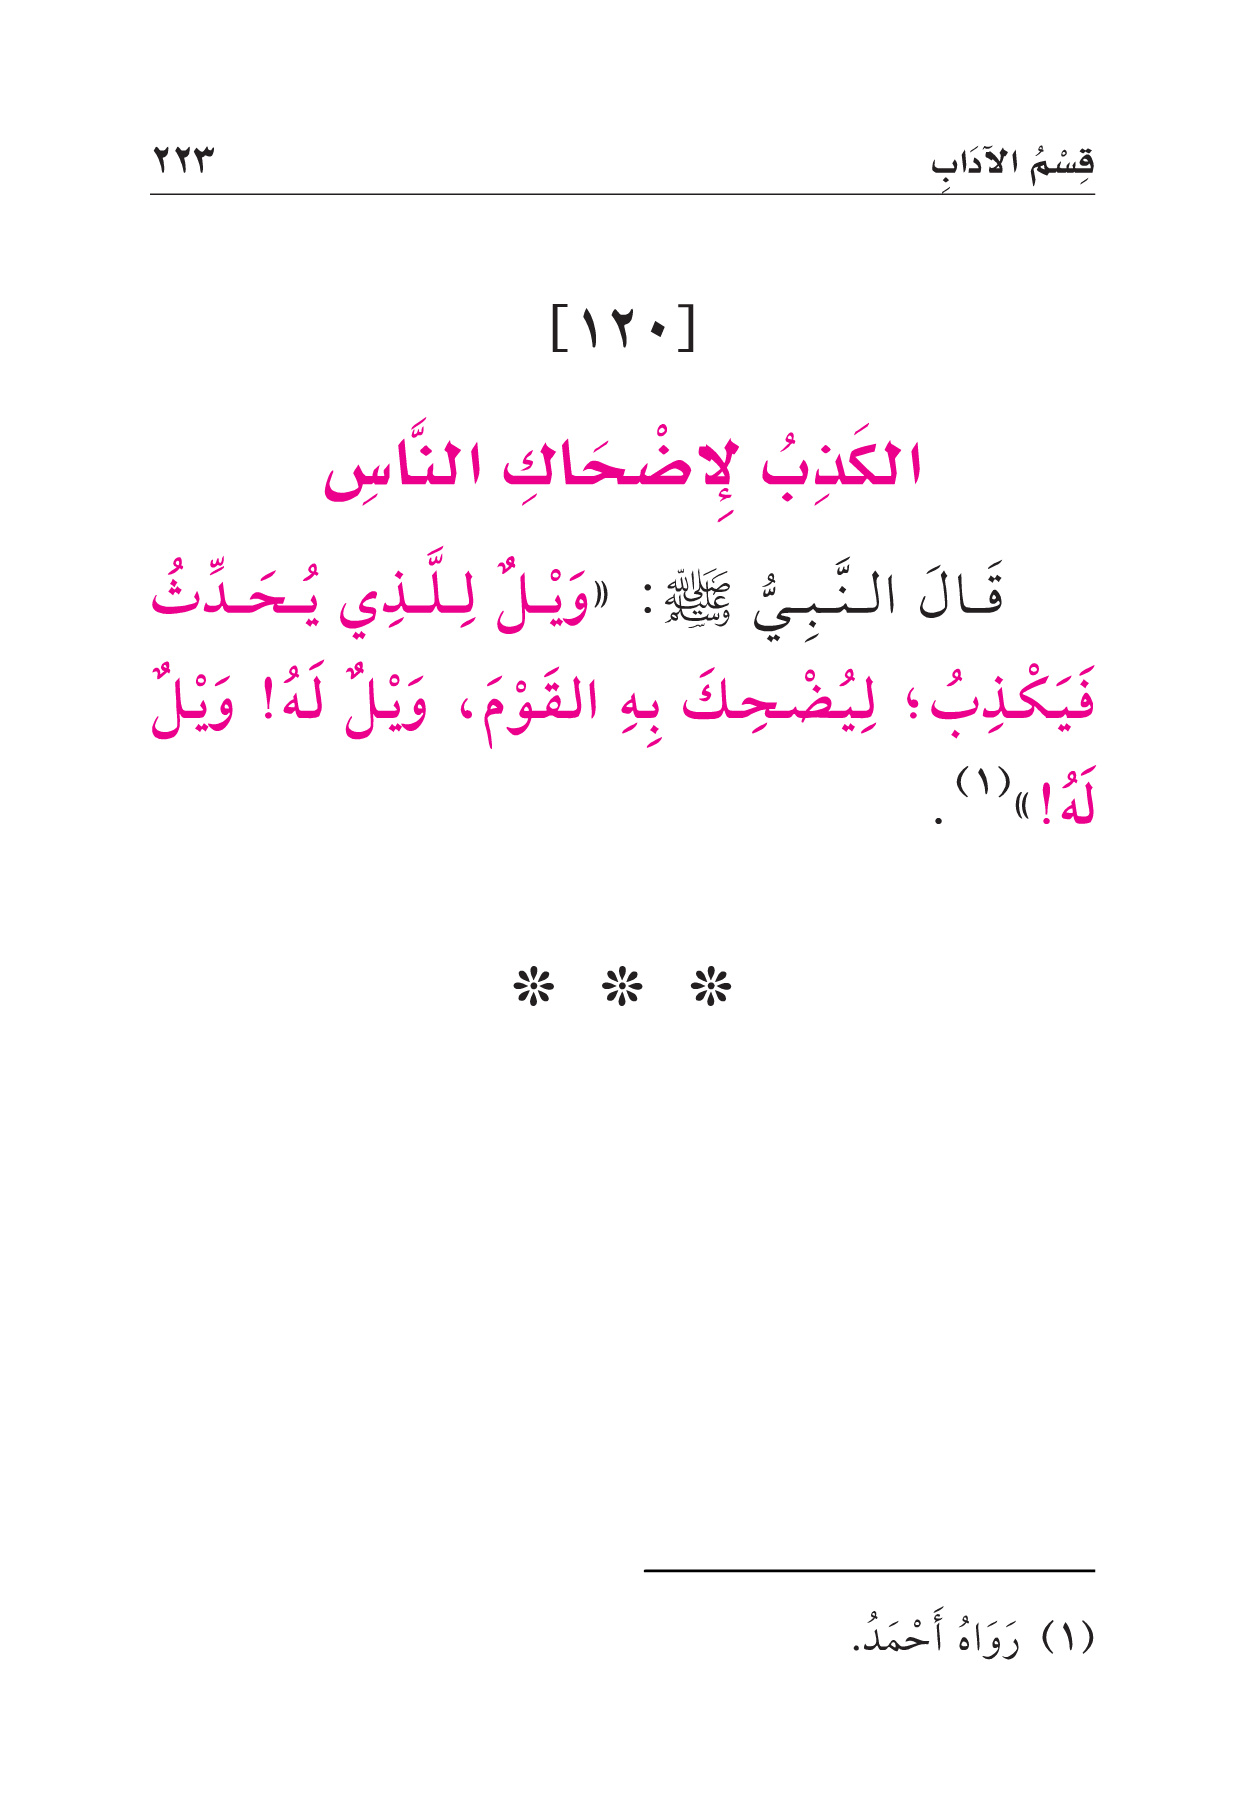 قِسْمُ الآدَابِ ٢٢٣
[١٢٠]
الكَذِبُ لِإِضْحَاكِ النَّاسِ
قَالَ النَّبِيُّ ﷺ: «وَيْلٌ لِلَّذِي يُحَدِّثُ
فَيَكْذِبُ؛ لِيُضْحِكَ بِهِ القَوْمَ، وَيْلٌ لَهُ! وَيْلٌ
لَهُ!»(١).
(١) رَوَاهُ أَحْمَدُ.